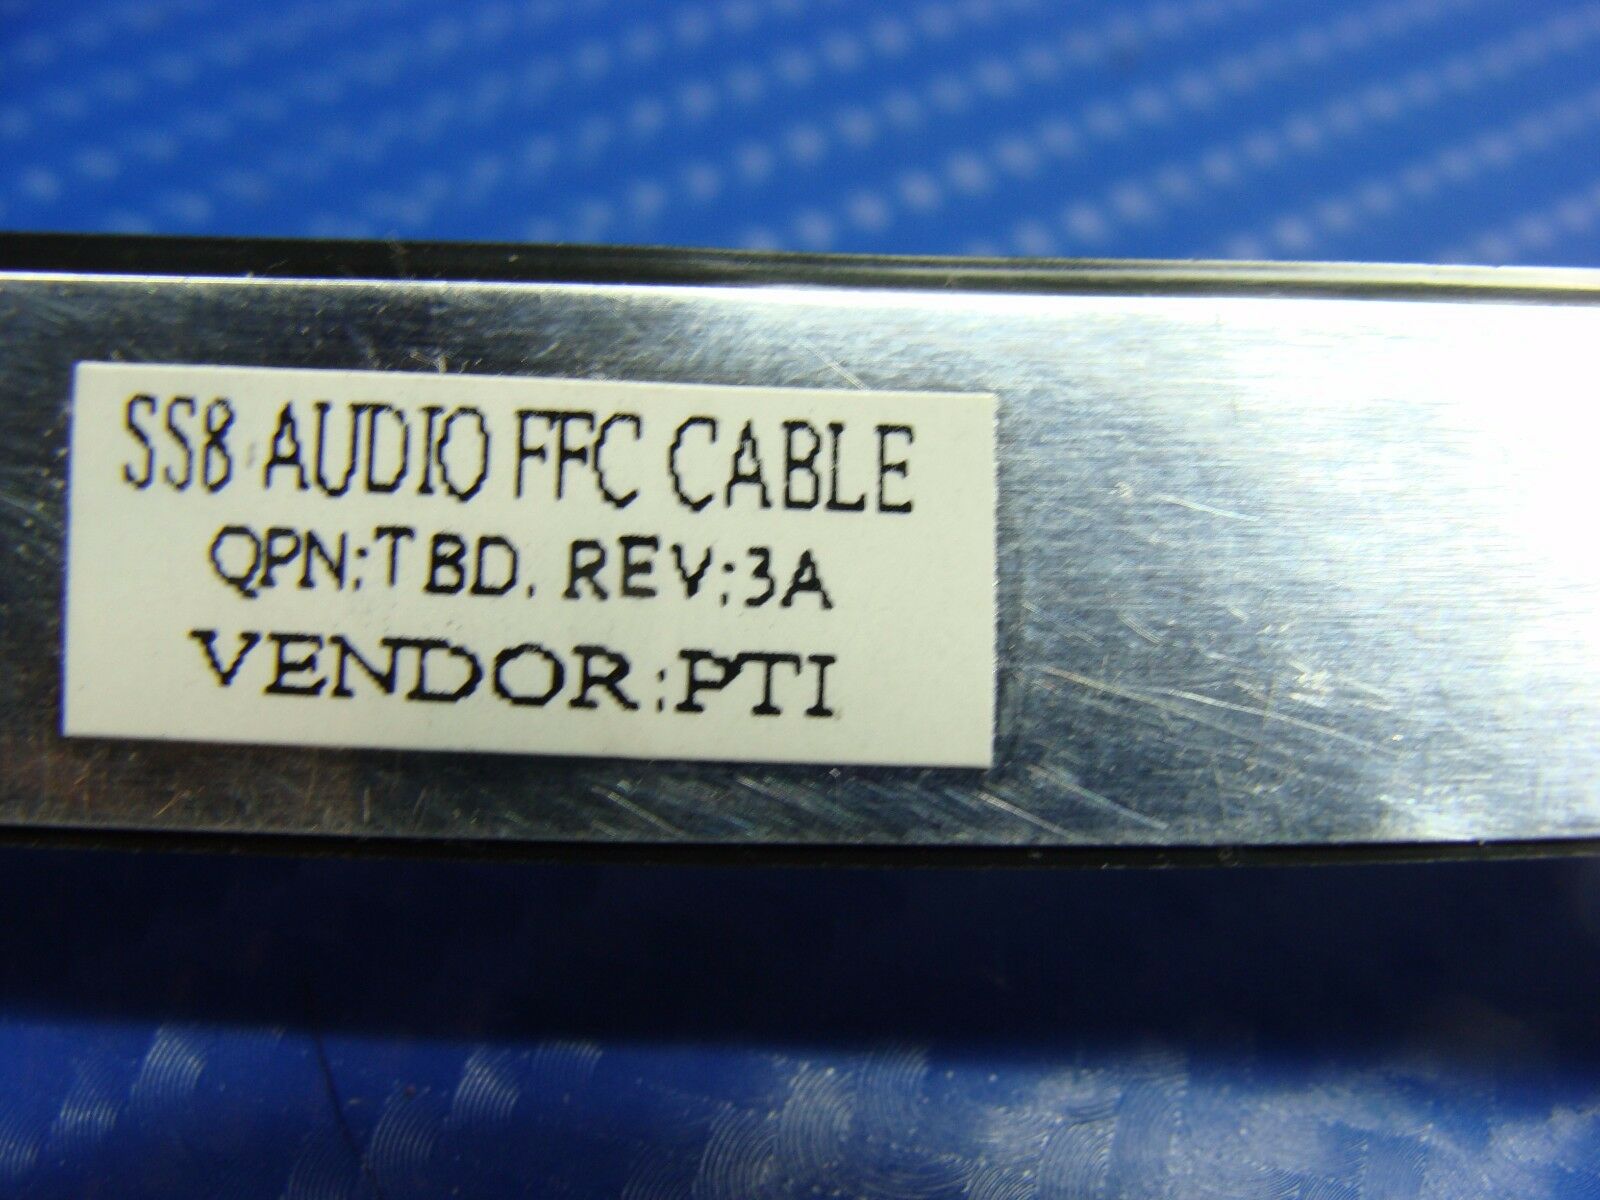 SS8 AUDIO FFC CABLE
QPN:TBD. REV:3A
VENDOR:PTI